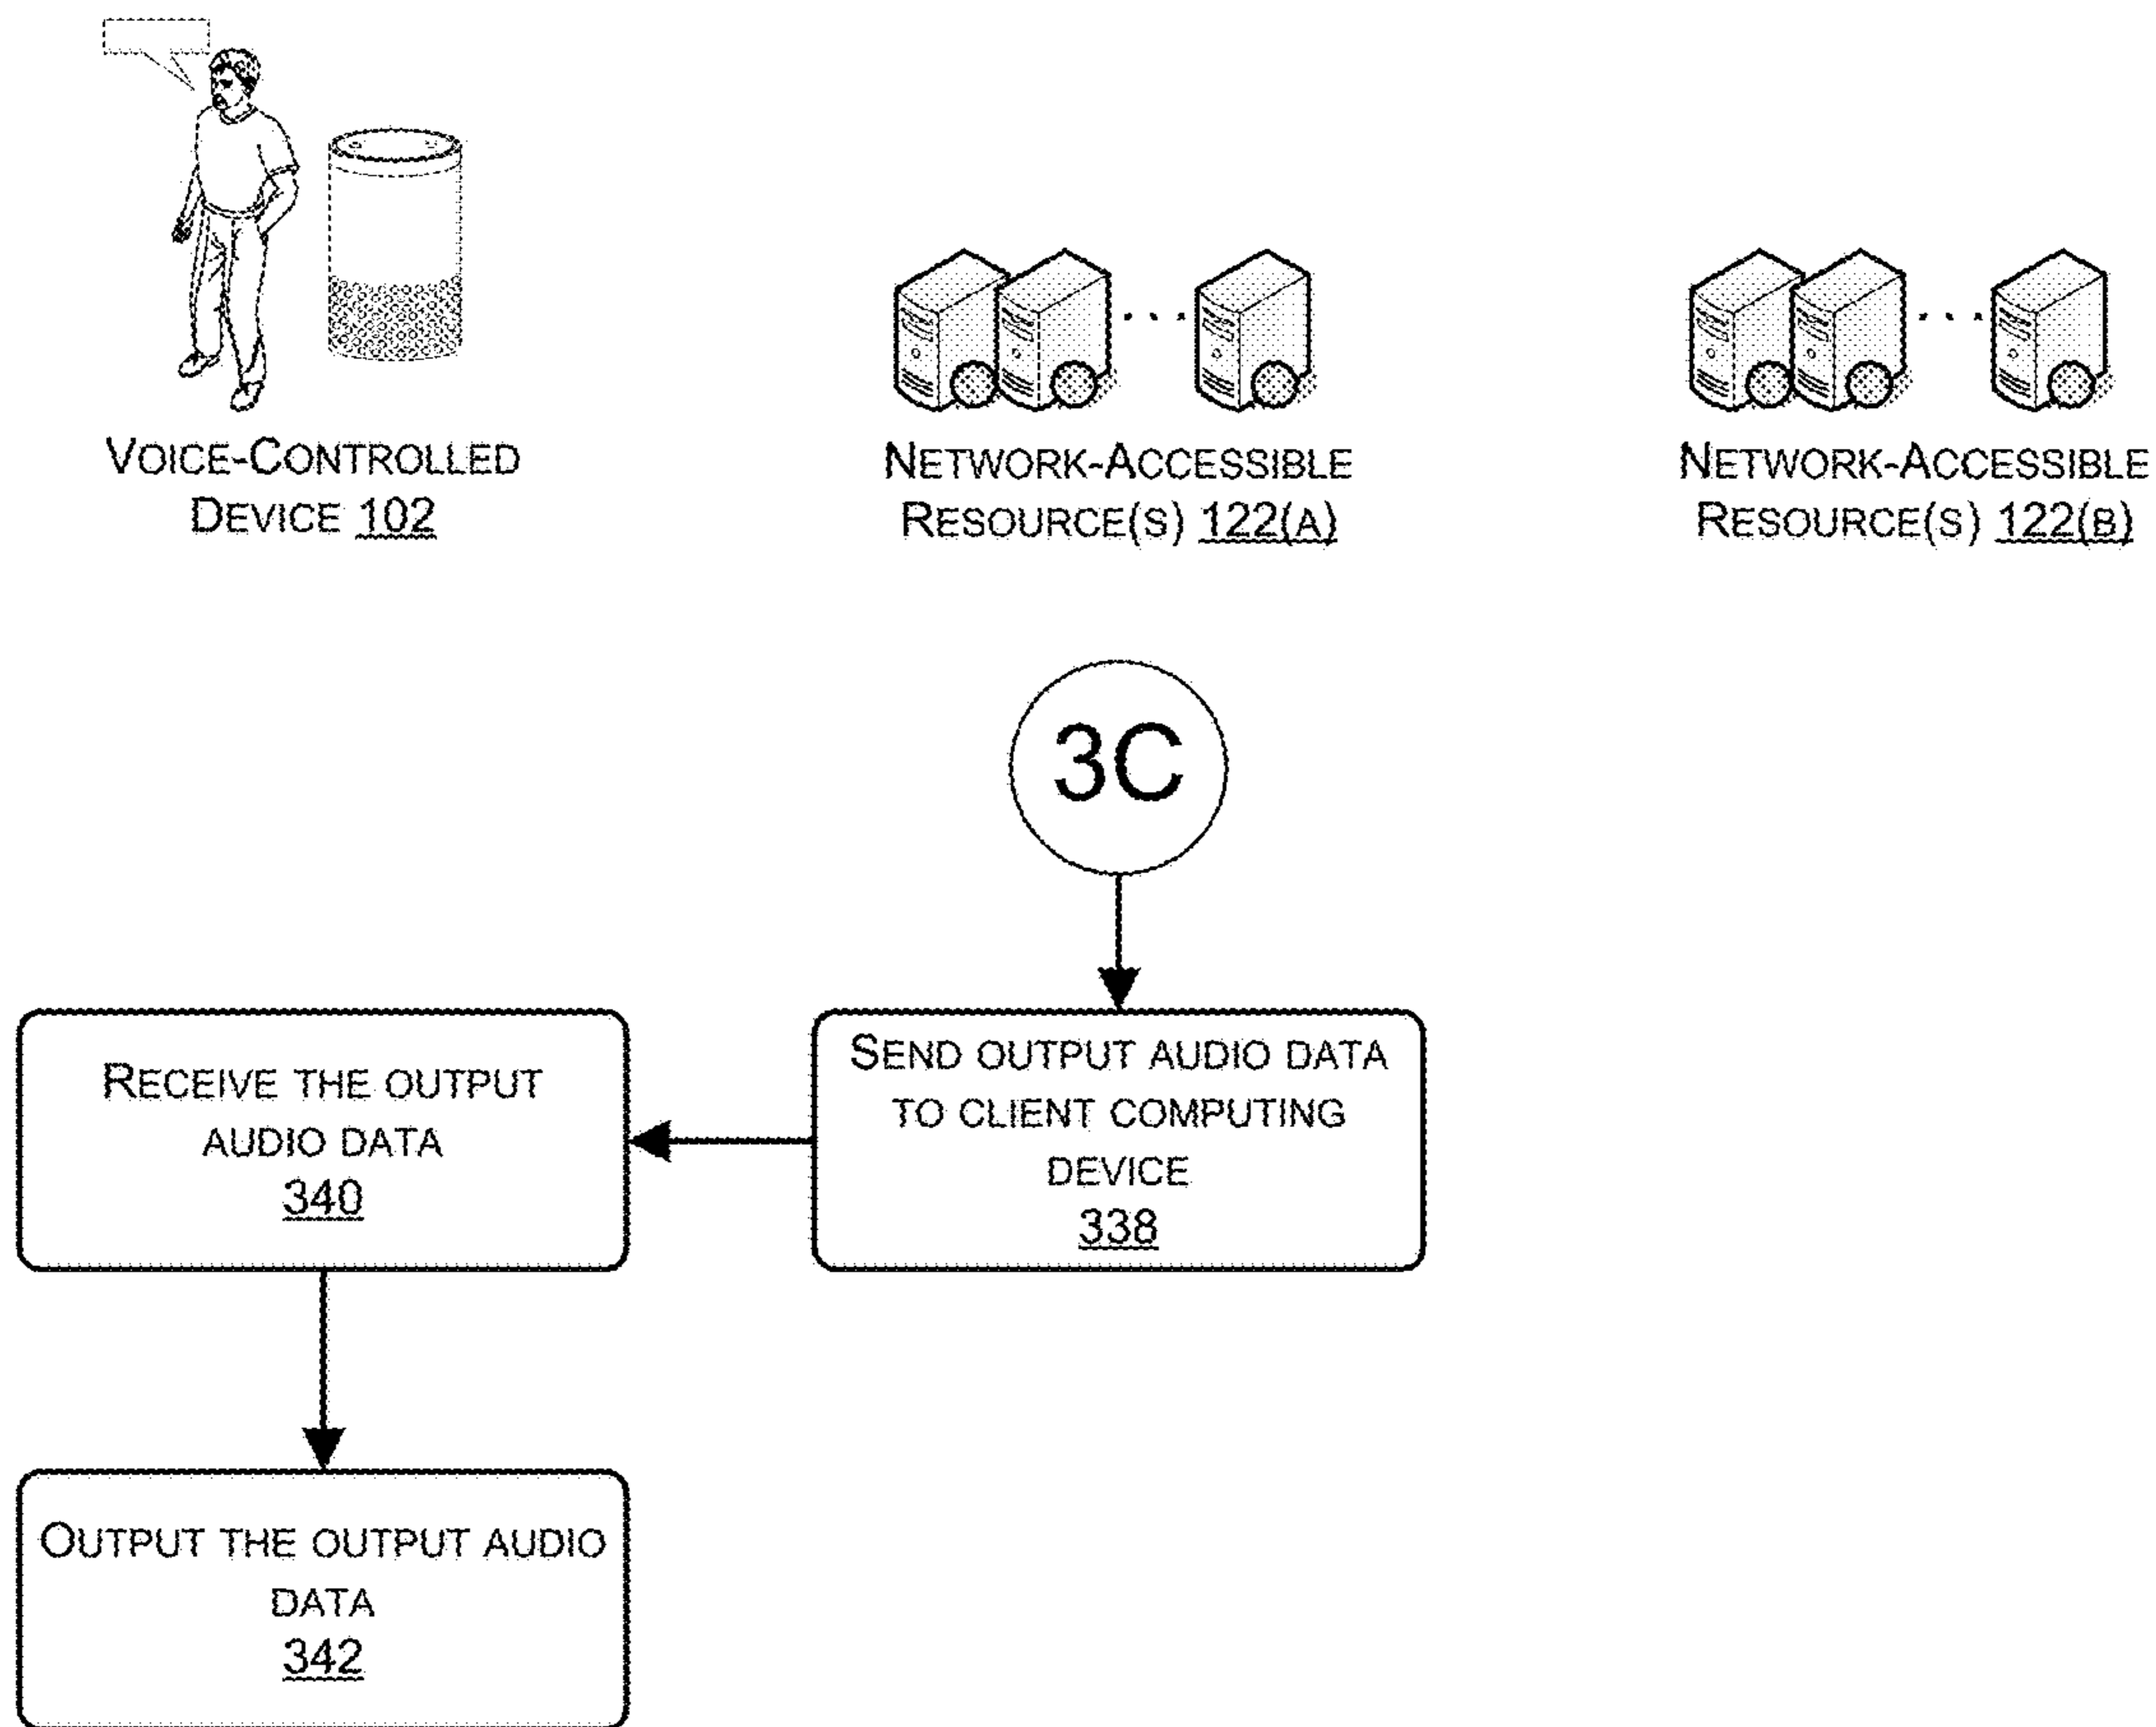 VOICE-CONTROLLED
DEVICE 102
NETWORK-ACCESSIBLE
RESOURCE(S) 122(A)
NETWORK-ACCESSIBLE
RESOURCE(S) 122(B)
3C
SEND OUTPUT AUDIO DATA
TO CLIENT COMPUTING
DEVICE
338
RECEIVE THE OUTPUT
AUDIO DATA
340
OUTPUT THE OUTPUT AUDIO
DATA
342